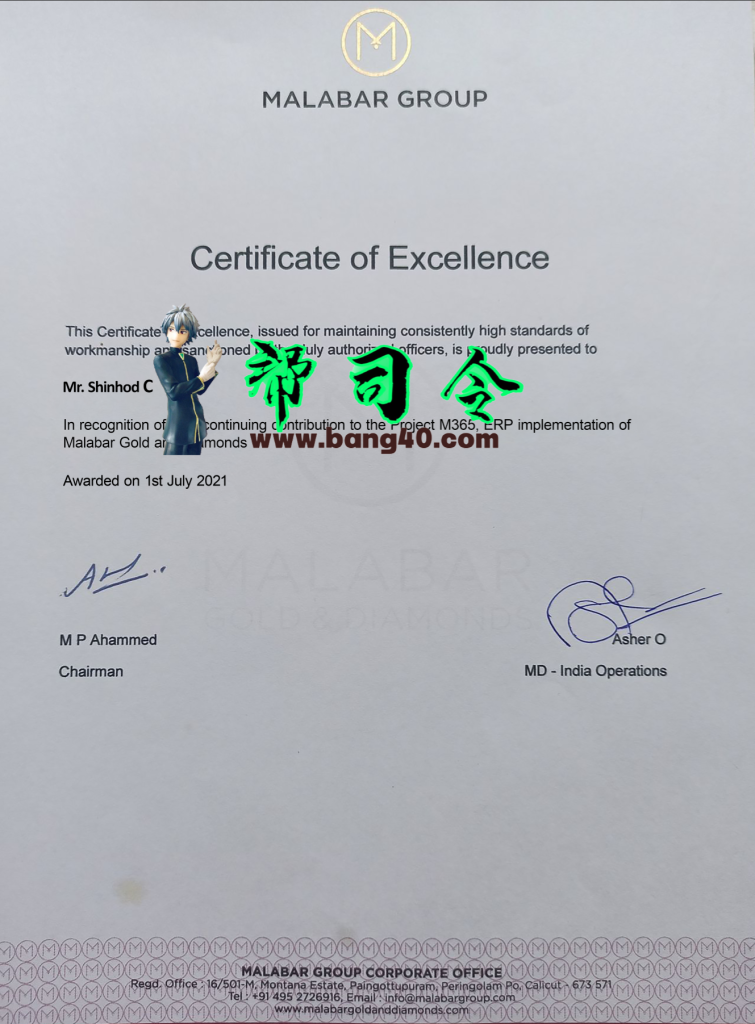 MALABAR GROUP
Certificate of Excellence
This Certificate cellence, issued for maintaining consistently high standards of
workmanship and sanctioned duly authorized officers, is proudly presented to
Mr. Shinhod C
In recognition of continuing contribution to the Project M365, ERP implementation of
Malabar Gold monds
帮司令
www.bang40.com
Awarded on 1st July 2021
MALABAR
GOLD & DIAMONDS
M P Ahammed
Asher O
Chairman
MD - India Operations
MALABAR GROUP CORPORATE OFFICE
Regd. Office : 16/501-M, Montana Estate, Paingottupuram, Peringolam Po, Calicut - 673 571
Tel : +91 495 2726916, Email : info@malabargroup.com
www.malabargoldanddiamonds.com